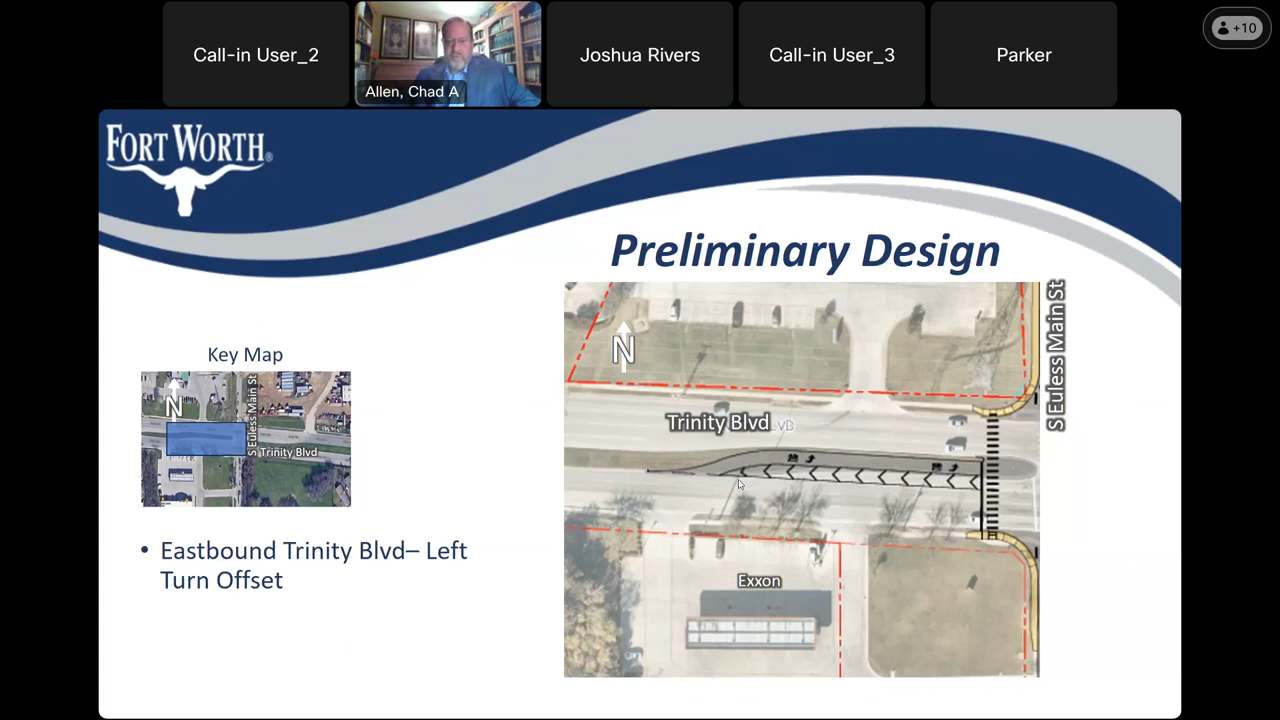 Call-in User_2
Allen, Chad A
Joshua Rivers
Call-in User_3
Parker
+10
FORT WORTH®
Preliminary Design
Key Map
N
S Euless Main St
Trinity Blvd
• Eastbound Trinity Blvd– Left
Turn Offset
N
Trinity Blvd
VD
S Euless Main St
Exxon